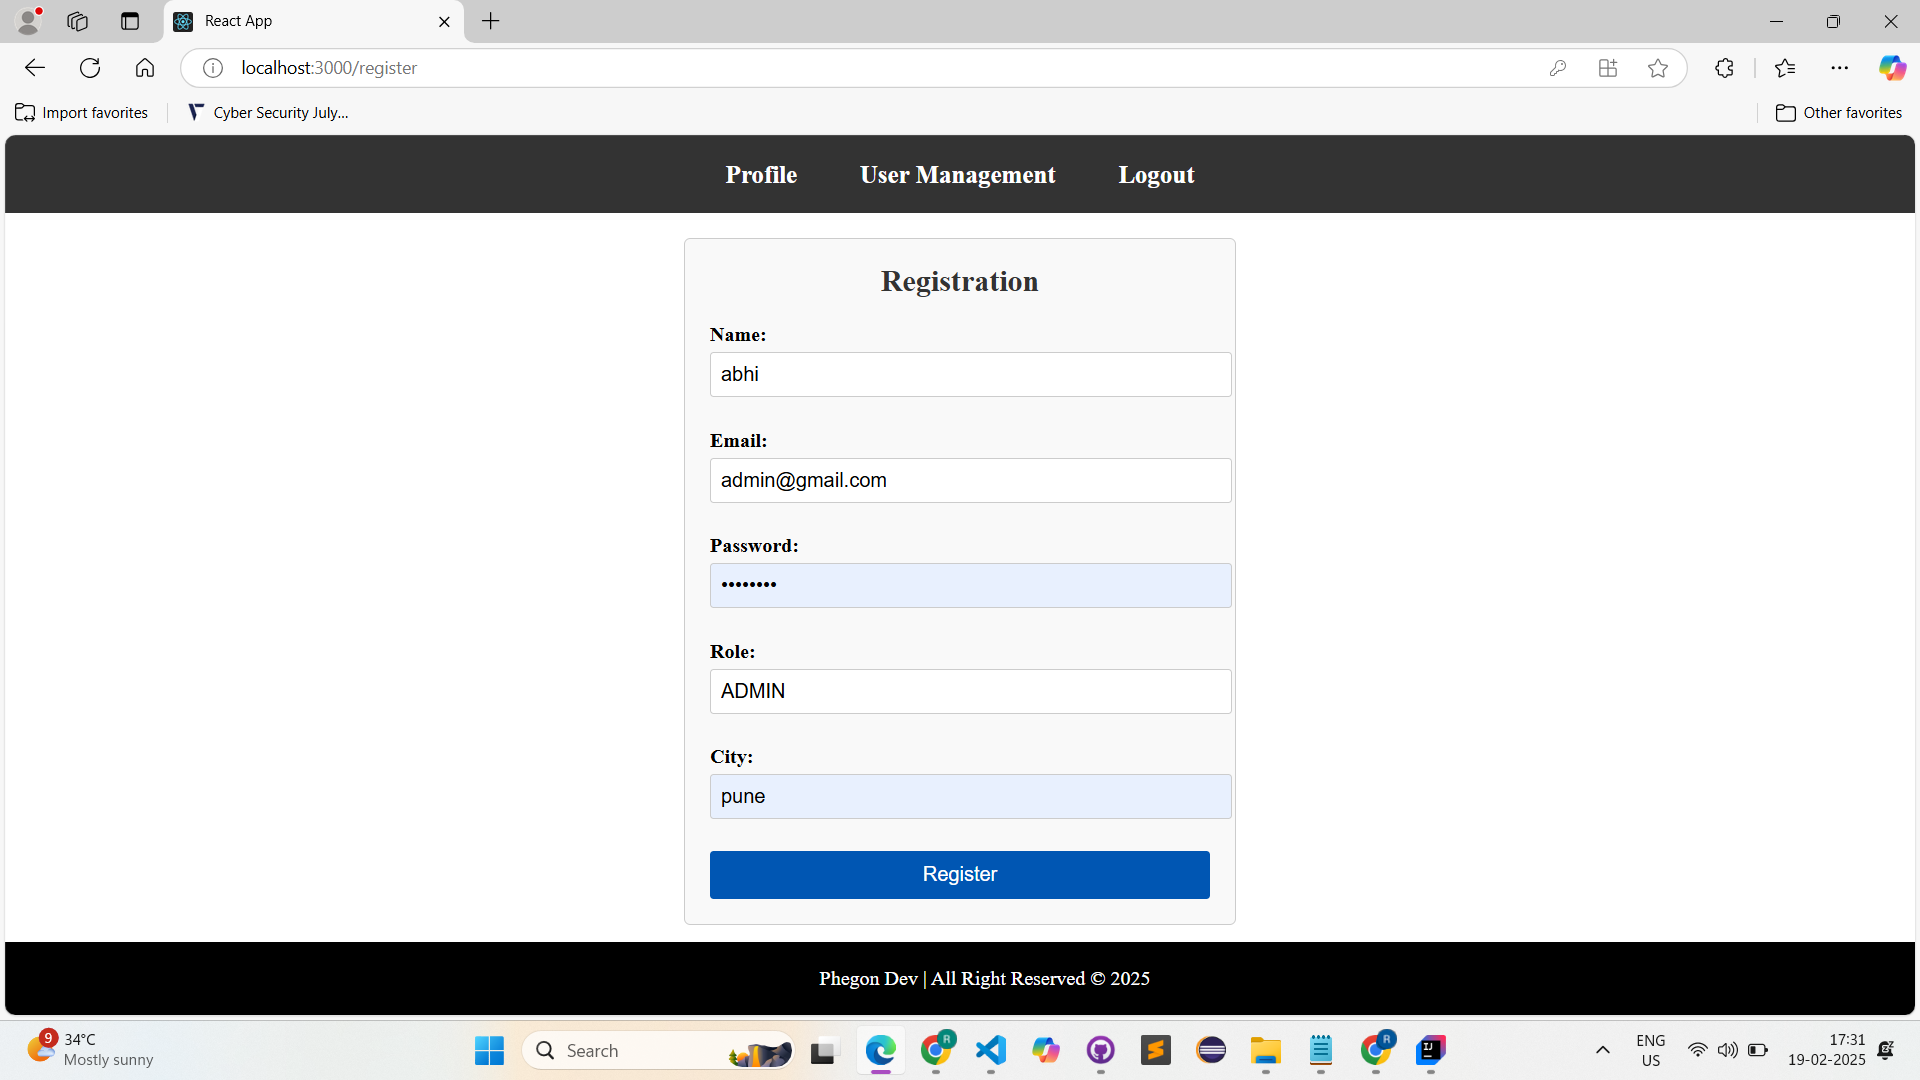 React App
localhost:3000/register
Import favorites
Cyber Security July...
Other favorites
Profile User Management Logout
Registration
Name:
abhi
Email:
admin@gmail.com
Password:
••••••••
Role:
ADMIN
City:
pune
Register
Phegon Dev | All Right Reserved © 2025
9
34°C
Mostly sunny
Search
R
R
IJ
ENG
US
17:31
19-02-2025